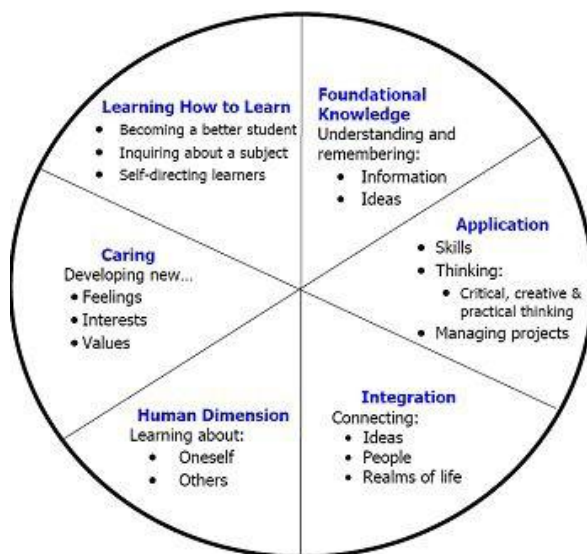 Foundational
Knowledge
Understanding and
remembering:
• Information
• Ideas
Application
• Skills
• Thinking:
• Critical, creative &
practical thinking
• Managing projects
Integration
Connecting:
• Ideas
• People
• Realms of life
Human Dimension
Learning about:
• Oneself
• Others
Caring
Developing new...
• Feelings
• Interests
• Values
Learning How to Learn
• Becoming a better student
• Inquiring about a subject
• Self-directing learners